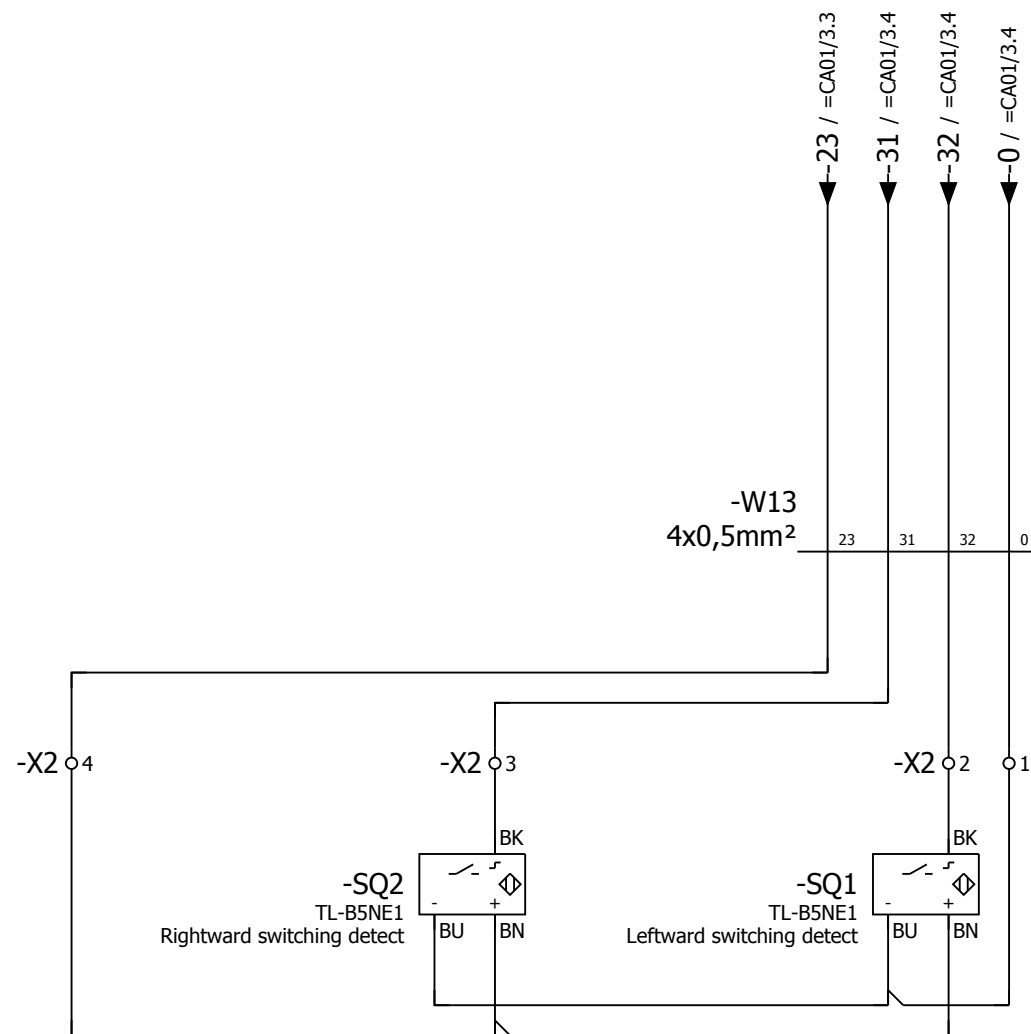 -23 / =CA01/3.3
-31 / =CA01/3.4
-32 / =CA01/3.4
-0 / =CA01/3.4
-W13
4x0,5mm²
23
31
32
0
-X2
4
-X2
3
-X2
2
1
BK
BK
-SQ2
TL-B5NE1
Rightward switching detect
-
+
BU
BN
-SQ1
TL-B5NE1
Leftward switching detect
-
+
BU
BN